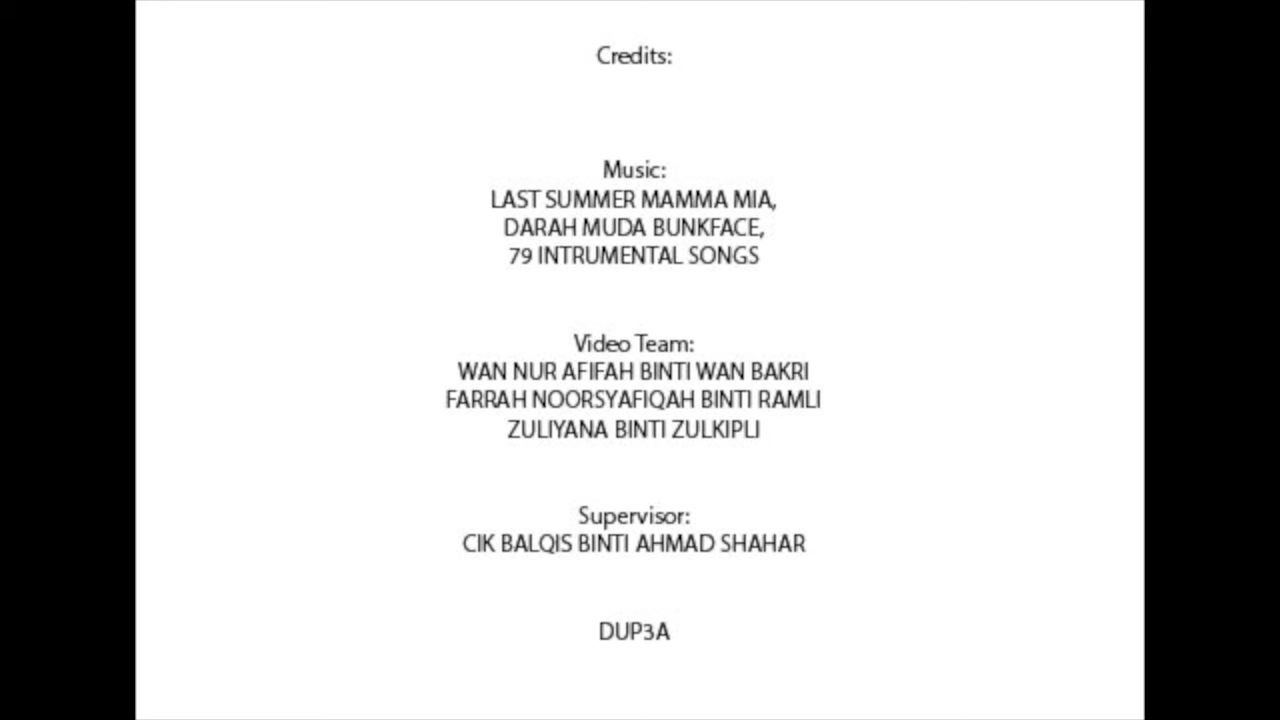 Credits:
Music:
LAST SUMMER MAMMA MIA,
DARAH MUDA BUNKFACE,
79 INTRUMENTAL SONGS
Video Team:
WAN NUR AFIFAH BINTI WAN BAKRI
FARRAH NOORSYAFIQAH BINTI RAMLI
ZULIYANA BINTI ZULKIPLI
Supervisor:
CIK BALQIS BINTI AHMAD SHAHAR
DUP3A